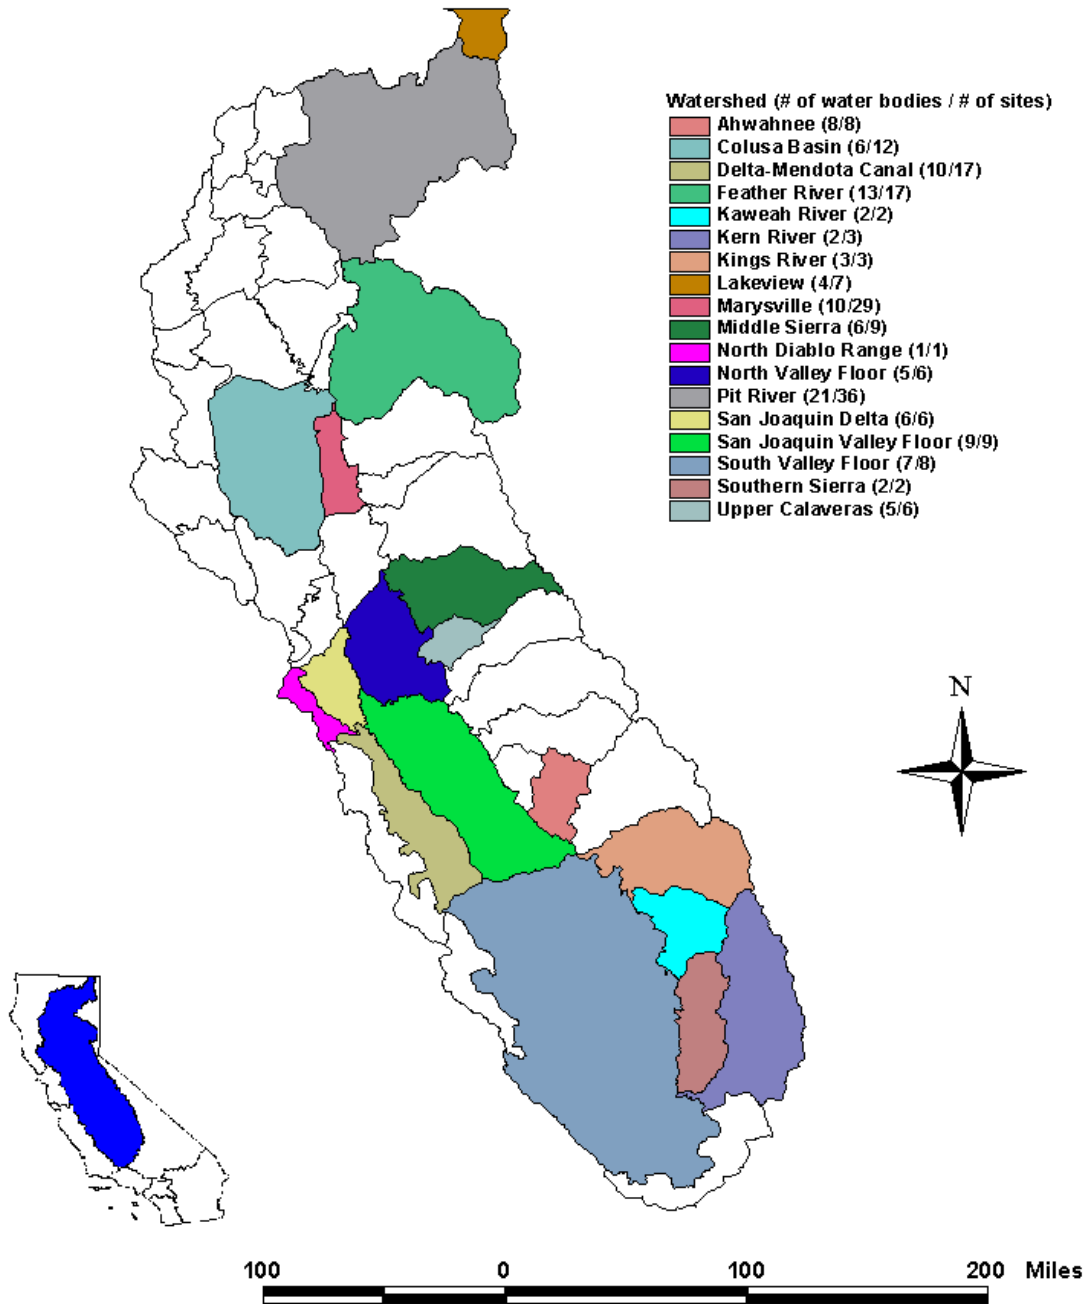 Watershed (# of water bodies / # of sites)
Ahwahnee (8/8)
Colusa Basin (6/12)
Delta-Mendota Canal (10/17)
Feather River (13/17)
Kaweah River (2/2)
Kern River (2/3)
Kings River (3/3)
Lakeview (4/7)
Marysville (10/29)
Middle Sierra (6/9)
North Diablo Range (1/1)
North Valley Floor (5/6)
Pit River (21/36)
San Joaquin Delta (6/6)
San Joaquin Valley Floor (9/9)
South Valley Floor (7/8)
Southern Sierra (2/2)
Upper Calaveras (5/6)
N
100 0 100 200 Miles